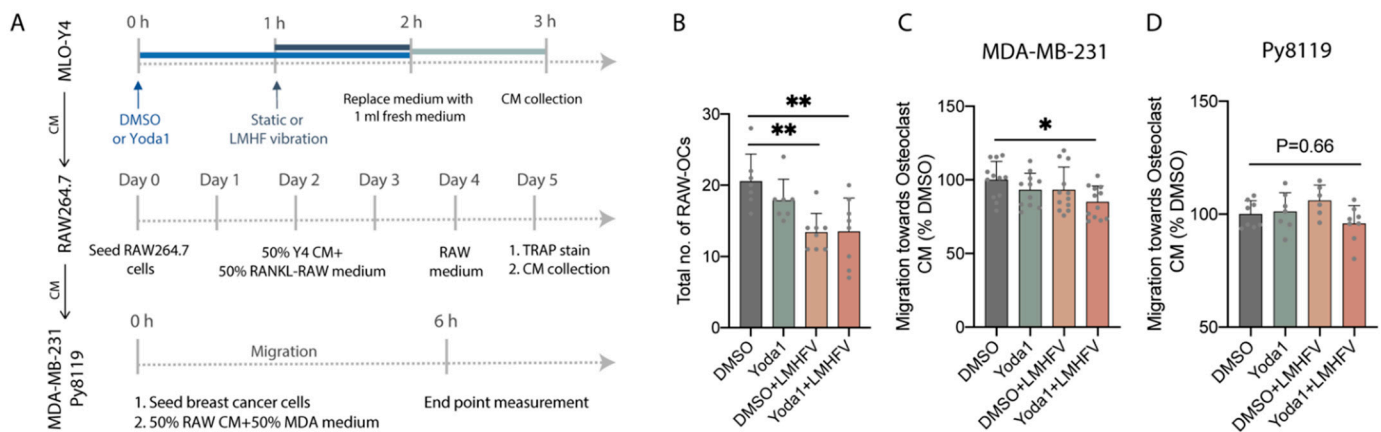 A
MLO-Y4
CM
RAW264.7
CM
MDA-MB-231
Py8119
0 h
1 h
2 h
3 h
DMSO
or Yoda1
Static or
LMHF vibration
Replace medium with
1 ml fresh medium
CM collection
Day 0
Day 1
Day 2
Day 3
Day 4
Day 5
Seed RAW264.7
cells
50% Y4 CM+
50% RANKL-RAW medium
RAW
medium
1. TRAP stain
2. CM collection
0 h
6 h
Migration
1. Seed breast cancer cells
2. 50% RAW CM+50% MDA medium
End point measurement
B
Total no. of RAW-OCs
30
20
10
0
**
**
DMSO
Yoda1
DMSO+LMHFV
Yoda1+LMHFV
C
MDA-MB-231
Migration towards Osteoclast
CM (% DMSO)
150
100
50
0
*
DMSO
Yoda1
DMSO+LMHFV
Yoda1+LMHFV
D
Py8119
Migration towards Osteoclast
CM (% DMSO)
150
100
50
P=0.66
DMSO
Yoda1
DMSO+LMHFV
Yoda1+LMHFV